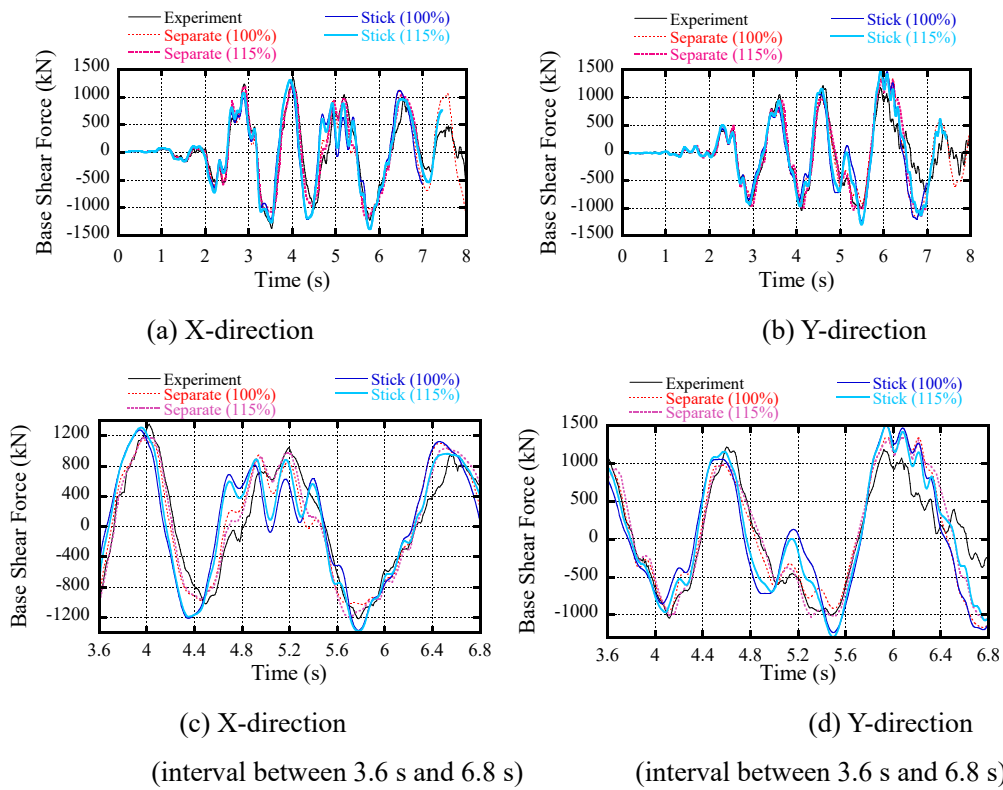 Experiment Stick (100%)
Separate (100%) Stick (115%)
Separate (115%)
Base Shear Force (kN)
1500
1000
500
0
-500
-1000
-1500
0 1 2 3 4 5 6 7 8
Time (s)
(a) X-direction
Experiment Stick (100%)
Separate (100%) Stick (115%)
Separate (115%)
Base Shear Force (kN)
1500
1000
500
0
-500
-1000
-1500
0 1 2 3 4 5 6 7 8
Time (s)
(b) Y-direction
Experiment Stick (100%)
Separate (100%) Stick (115%)
Separate (115%)
Base Shear Force (kN)
1200
800
400
0
-400
-800
-1200
3.6 4 4.4 4.8 5.2 5.6 6 6.4 6.8
Time (s)
(c) X-direction
(interval between 3.6 s and 6.8 s)
Experiment Stick (100%)
Separate (100%) Stick (115%)
Separate (115%)
Base Shear Force (kN)
1500
1000
500
0
-500
-1000
3.6 4 4.4 4.8 5.2 5.6 6 6.4 6.8
Time (s)
(d) Y-direction
(interval between 3.6 s and 6.8 s)